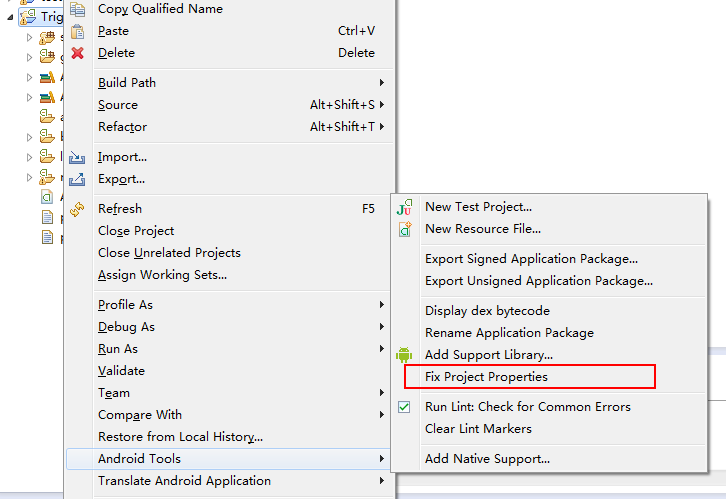 Trig
Copy Qualified Name
Paste Ctrl+V
Delete Delete
Build Path
Source Alt+Shift+S
Refactor Alt+Shift+T
Import...
Export...
Refresh F5
Close Project
Close Unrelated Projects
Assign Working Sets...
Profile As
Debug As
Run As
Validate
Team
Compare With
Restore from Local History...
Android Tools
Translate Android Application
New Test Project...
New Resource File...
Export Signed Application Package...
Export Unsigned Application Package...
Display dex bytecode
Rename Application Package
Add Support Library...
Fix Project Properties
Run Lint: Check for Common Errors
Clear Lint Markers
Add Native Support...